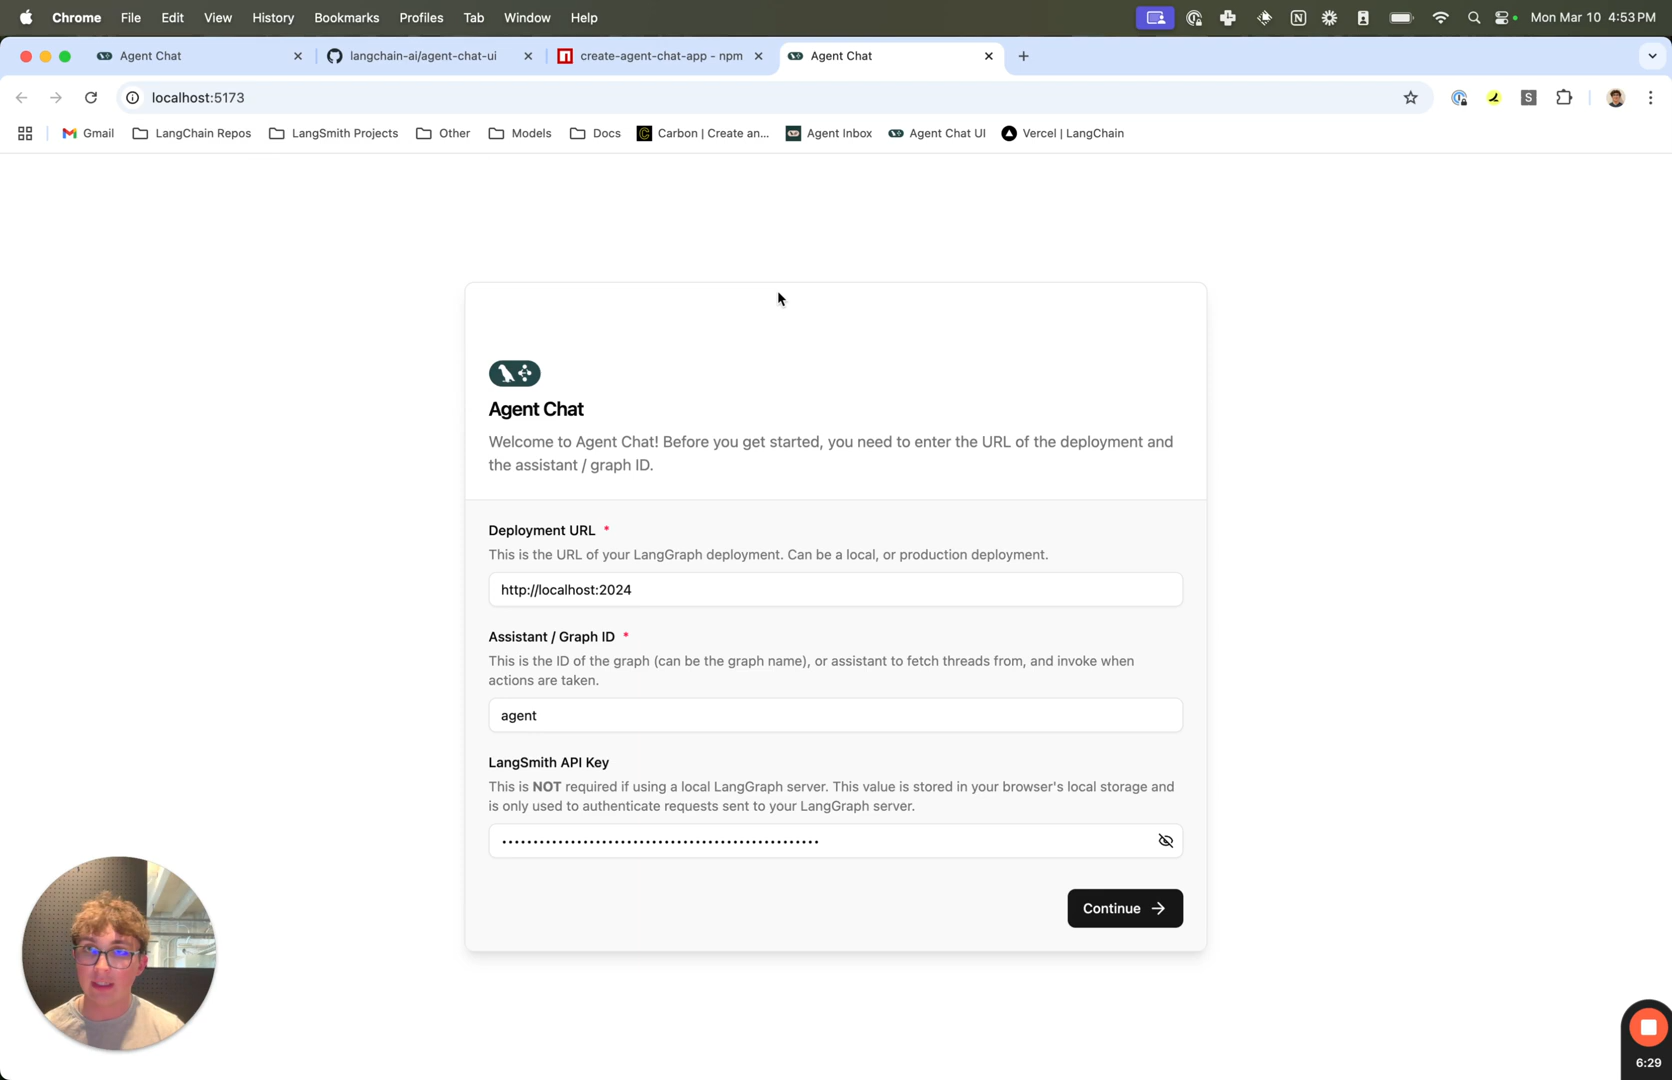 Chrome File Edit View History Bookmarks Profiles Tab Window Help Mon Mar 10 4:53 PM
Agent Chat langchain-ai/agent-chat-ui create-agent-chat-app - npm Agent Chat
localhost:5173 S
Gmail LangChain Repos LangSmith Projects Other Models Docs Carbon | Create an... Agent Inbox Agent Chat UI Vercel | LangChain
Agent Chat
Welcome to Agent Chat! Before you get started, you need to enter the URL of the deployment and
the assistant / graph ID.
Deployment URL *
This is the URL of your LangGraph deployment. Can be a local, or production deployment.
http://localhost:2024
Assistant / Graph ID *
This is the ID of the graph (can be the graph name), or assistant to fetch threads from, and invoke when
actions are taken.
agent
LangSmith API Key
This is NOT required if using a local LangGraph server. This value is stored in your browser's local storage and
is only used to authenticate requests sent to your LangGraph server.
Continue
6:29